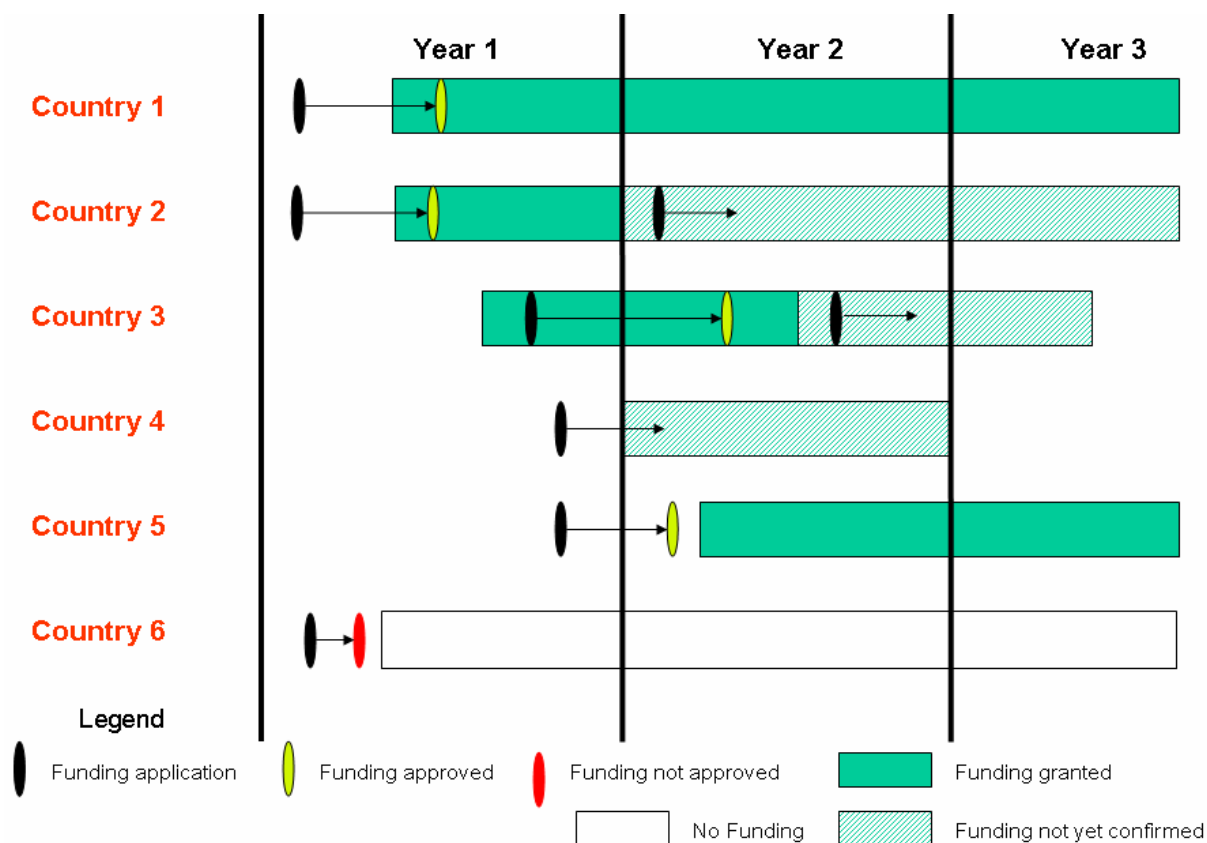 Year 1 Year 2 Year 3
Country 1
Country 2
Country 3
Country 4
Country 5
Country 6
Legend
Funding application Funding approved Funding not approved Funding granted
No Funding Funding not yet confirmed